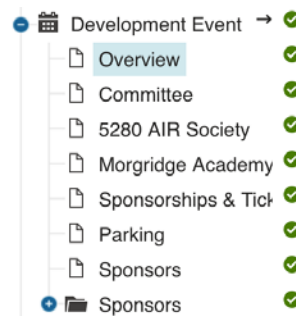 Development Event
Overview
Committee
5280 AIR Society
Morgridge Academy
Sponsorships & Tick
Parking
Sponsors
Sponsors